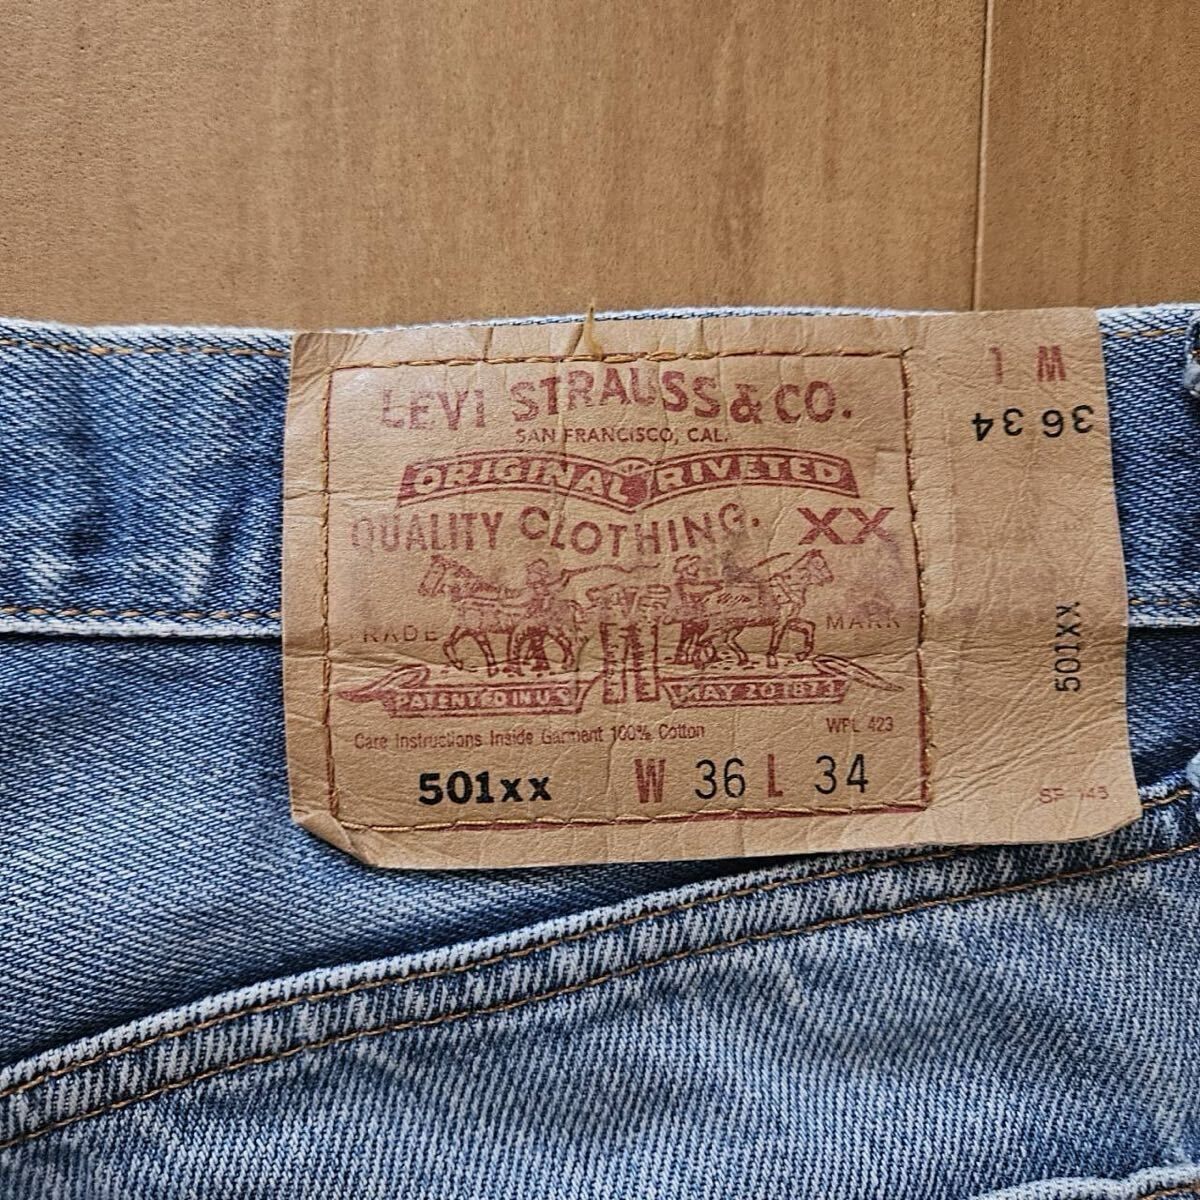 LEVI STRAUSS & CO.
SAN FRANCISCO, CAL.
ORIGINAL RIVETED
QUALITY CLOTHING. XX
TRADE MARK
PATENTED IN U.S. MAY 20 1873
Care Instructions Inside Garment 100% Cotton WPL 423
501xx W 36 L 34
M
36 34
501XX